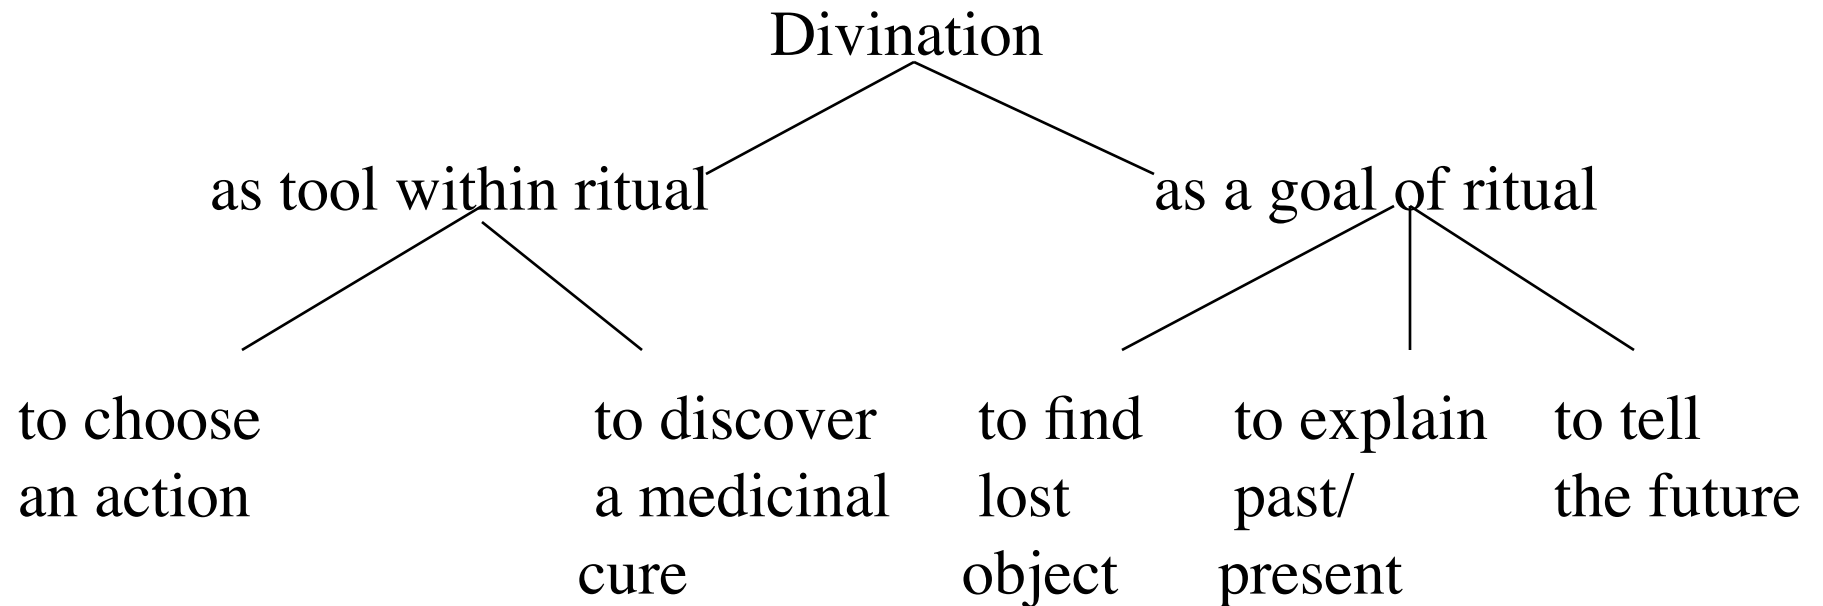 Divination
as tool within ritual
as a goal of ritual
to choose
an action
to discover
a medicinal
cure
to find
lost
object
to explain
past/
present
to tell
the future